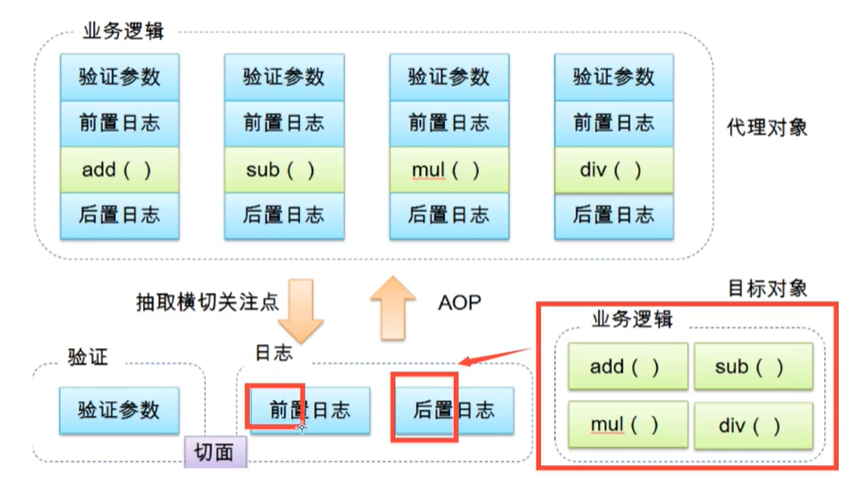 业务逻辑
验证参数 验证参数 验证参数 验证参数
前置日志 前置日志 前置日志 前置日志
add（ ） sub（ ） mul（ ） div（ ）
后置日志 后置日志 后置日志 后置日志
代理对象
抽取横切关注点
AOP
目标对象
业务逻辑
add（ ） sub（ ）
mul（ ） div（ ）
验证
日志
验证参数
前置日志 后置日志
切面